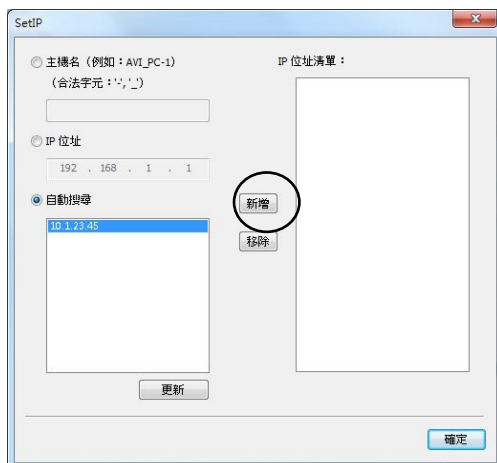 SetIP
主機名（例如：AVI_PC-1）
（合法字元：'-', '_'）
IP 位址
192 . 168 . 1 . 1
自動搜尋
10.1.23.45
更新
新增
移除
IP 位址清單：
確定